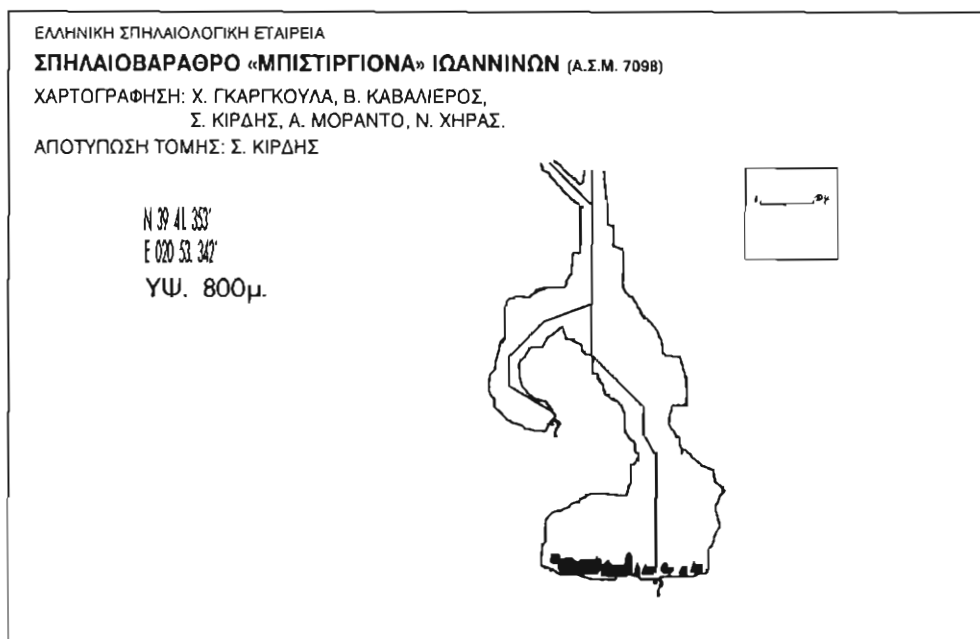 ΕΛΛΗΝΙΚΗ ΣΠΗΛΑΙΟΛΟΓΙΚΗ ΕΤΑΙΡΕΙΑ
ΣΠΗΛΑΙΟΒΑΡΑΘΡΟ «ΜΠΙΣΤΙΡΓΙΟΝΑ» ΙΩΑΝΝΙΝΩΝ (Α.Σ.Μ. 7098)
ΧΑΡΤΟΓΡΑΦΗΣΗ: Χ. ΓΚΑΡΓΚΟΥΛΑ, Β. ΚΑΒΑΛΙΕΡΟΣ,
Σ. ΚΙΡΔΗΣ, Α. ΜΟΡΑΝΤΟ, Ν. ΧΗΡΑΣ.
ΑΠΟΤΥΠΩΣΗ ΤΟΜΗΣ: Σ. ΚΙΡΔΗΣ
N 39 41. 353'
E 020 53. 342'
ΥΨ. 800μ.